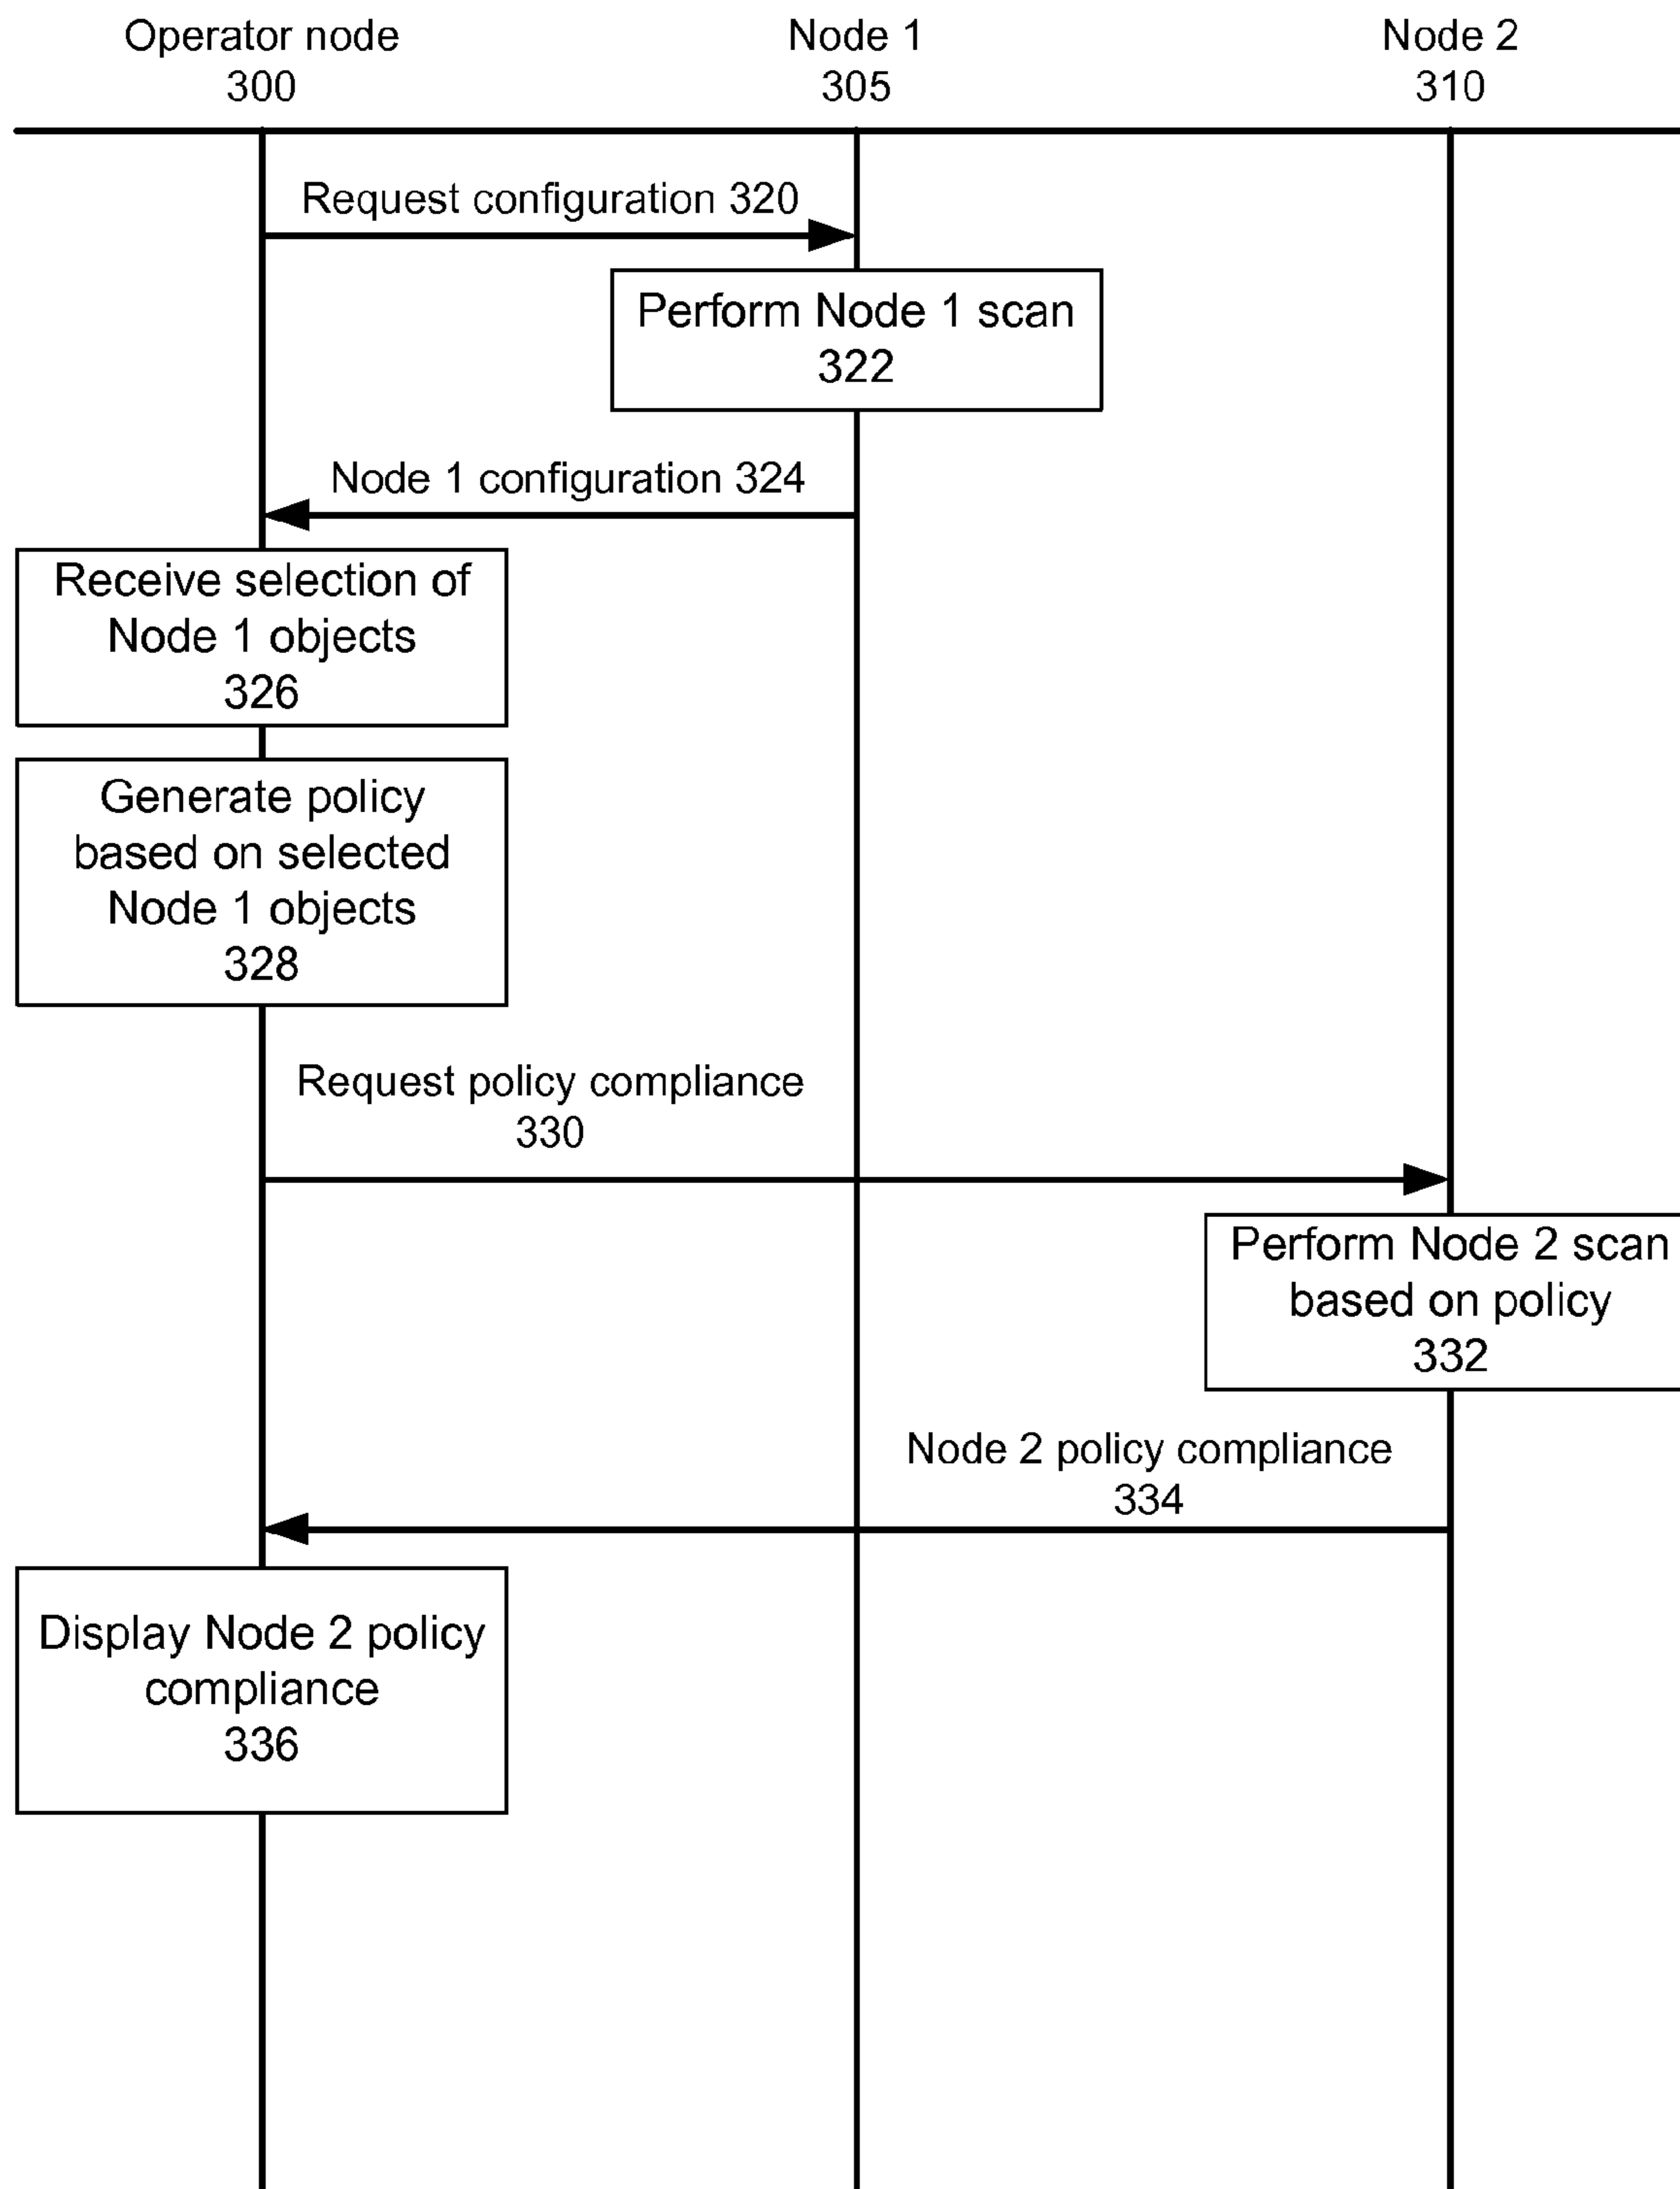 Operator node
300
Node 1
305
Node 2
310
Request configuration 320
Perform Node 1 scan
322
Node 1 configuration 324
Receive selection of
Node 1 objects
326
Generate policy
based on selected
Node 1 objects
328
Request policy compliance
330
Perform Node 2 scan
based on policy
332
Node 2 policy compliance
334
Display Node 2 policy
compliance
336